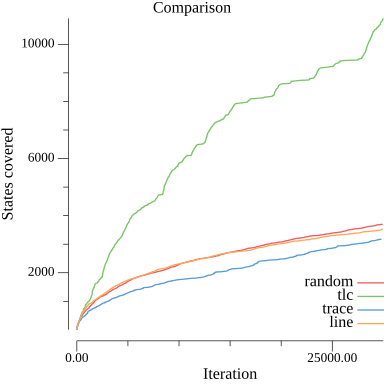 Comparison
10000
6000
2000
States covered
random
tlc
trace
line
0.00
25000.00
Iteration